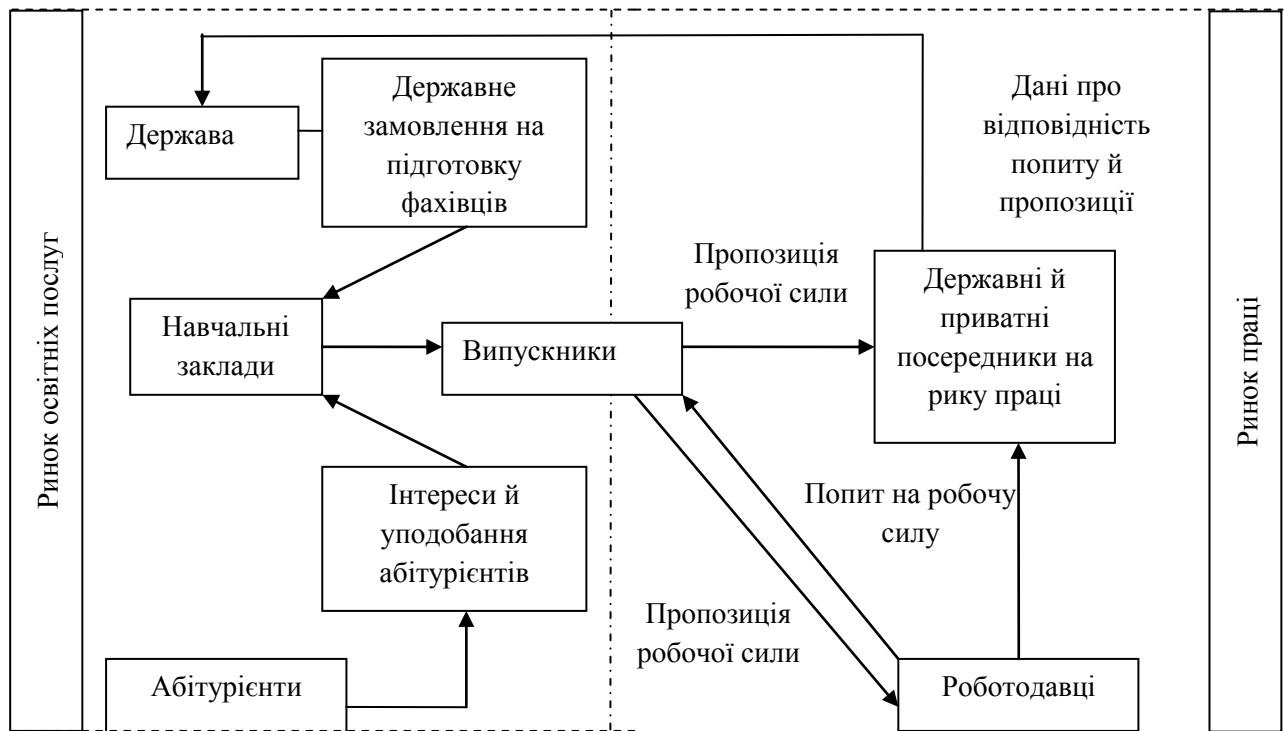 Ринок освітніх послуг
Держава
Державне
замовлення на
підготовку
фахівців
Дані про
відповідність
попиту й
пропозиції
Навчальні
заклади
Випускники
Пропозиція
робочої сили
Державні й
приватні
посередники на
рику праці
Інтереси й
уподобання
абітурієнтів
Попит на робочу
силу
Пропозиція
робочої сили
Абітурієнти
Роботодавці
Ринок праці